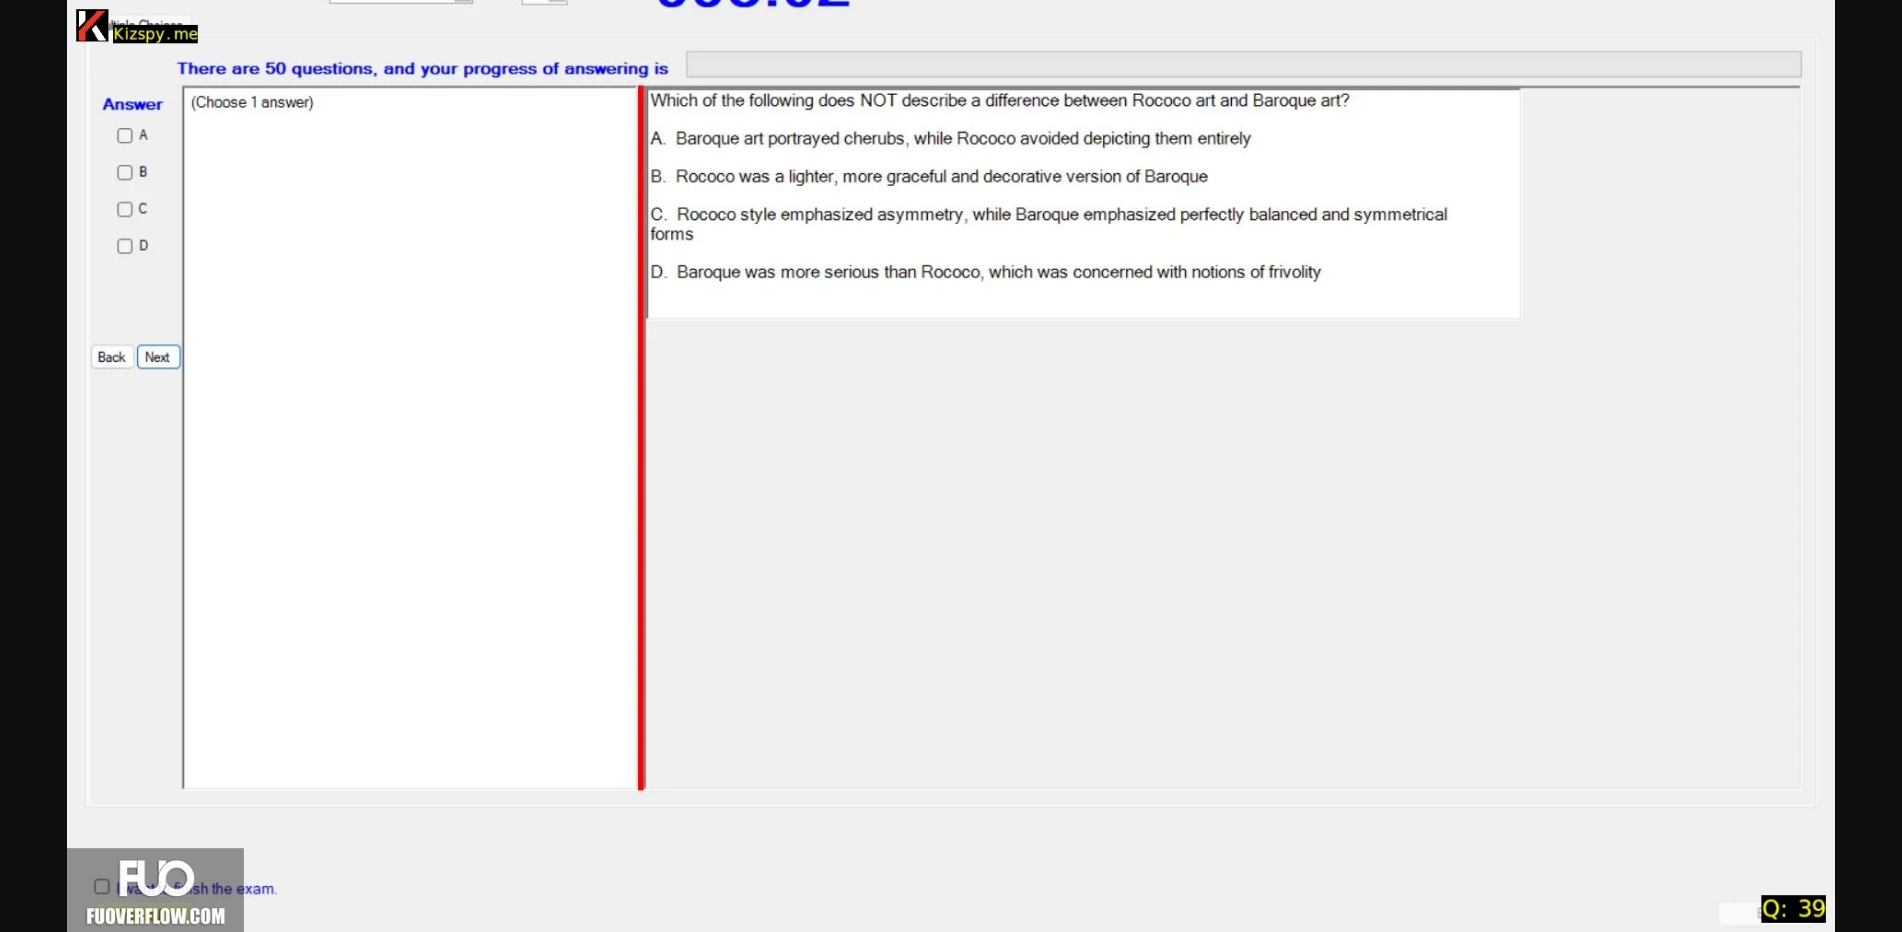 Kizspy.me
There are 50 questions, and your progress of answering is
Answer
(Choose 1 answer)
A
B
C
D
Back
Next
Which of the following does NOT describe a difference between Rococo art and Baroque art?
A. Baroque art portrayed cherubs, while Rococo avoided depicting them entirely
B. Rococo was a lighter, more graceful and decorative version of Baroque
C. Rococo style emphasized asymmetry, while Baroque emphasized perfectly balanced and symmetrical
forms
D. Baroque was more serious than Rococo, which was concerned with notions of frivolity
FUO
the exam.
FUOVERFLOW.COM
Q: 39